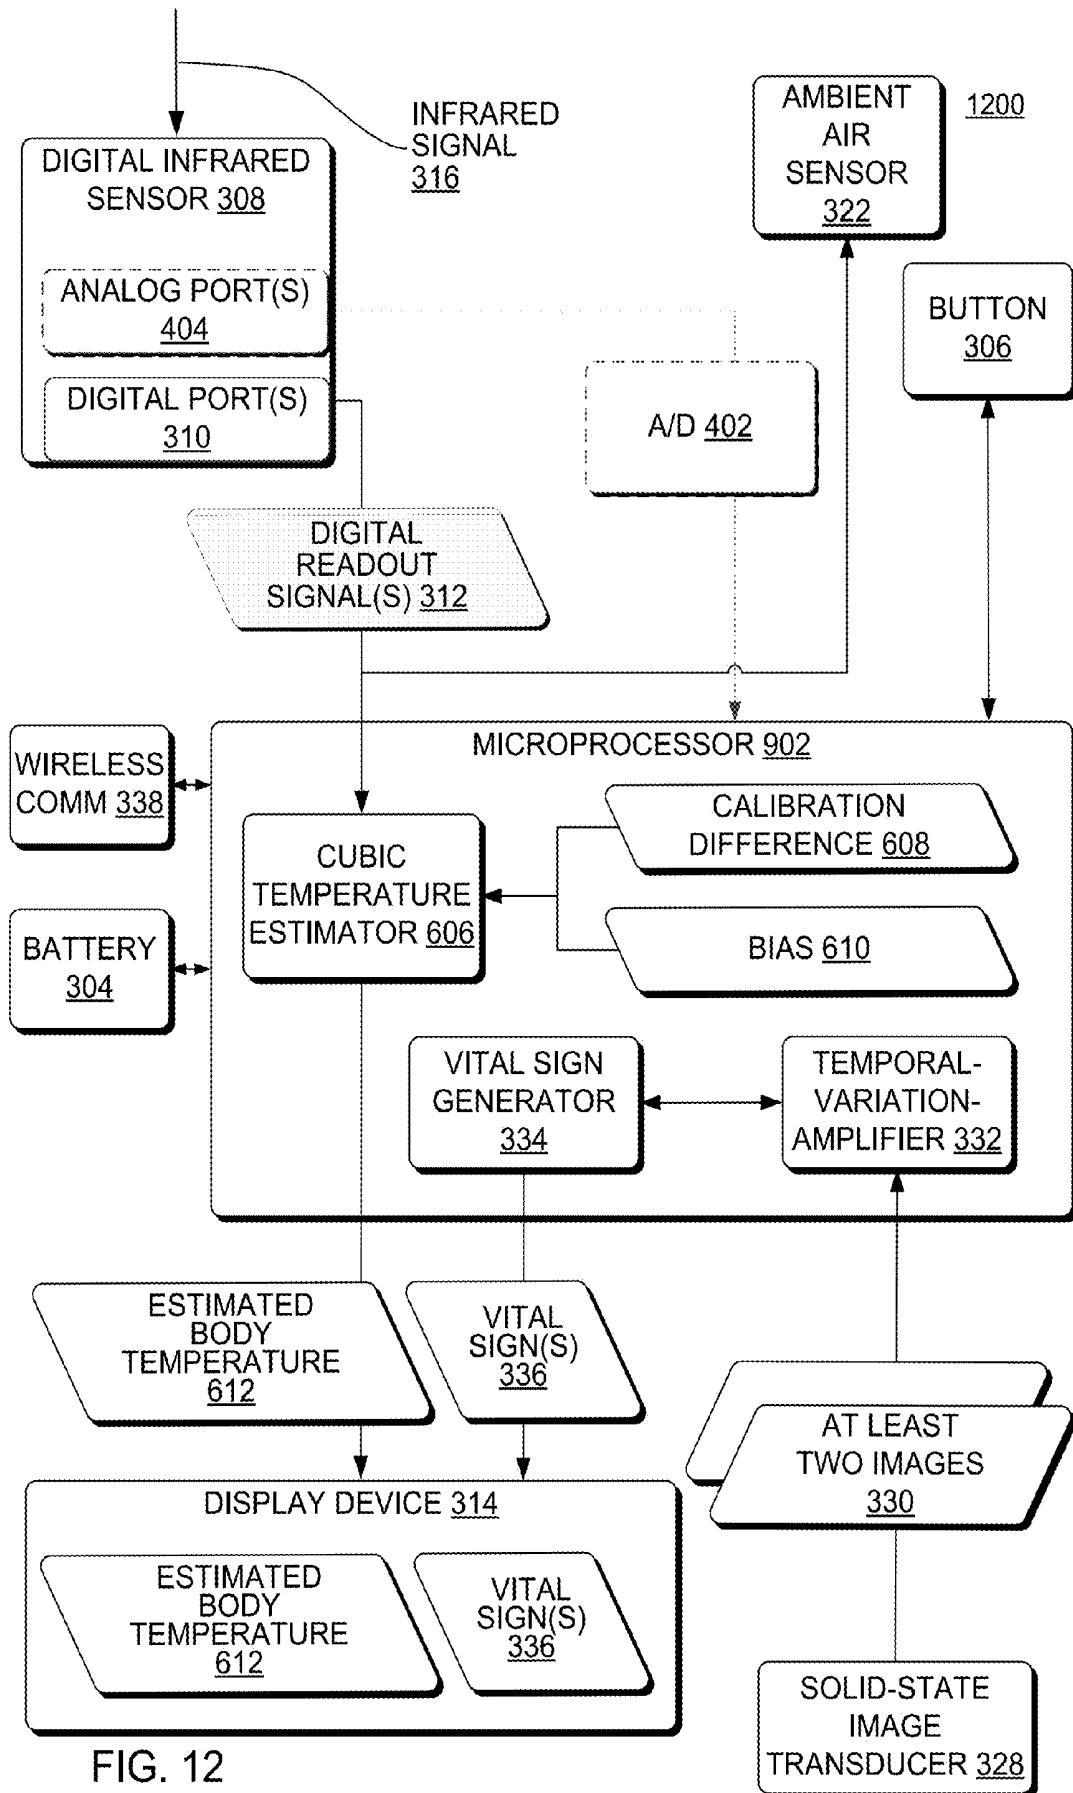 INFRARED
SIGNAL
316
AMBIENT
AIR
SENSOR
322
1200
DIGITAL INFRARED
SENSOR 308
ANALOG PORT(S)
404
DIGITAL PORT(S)
310
BUTTON
306
A/D 402
DIGITAL
READOUT
SIGNAL(S) 312
MICROPROCESSOR 902
WIRELESS
COMM 338
BATTERY
304
CUBIC
TEMPERATURE
ESTIMATOR 606
CALIBRATION
DIFFERENCE 608
BIAS 610
VITAL SIGN
GENERATOR
334
TEMPORAL-
VARIATION-
AMPLIFIER 332
ESTIMATED
BODY
TEMPERATURE
612
VITAL
SIGN(S)
336
AT LEAST
TWO IMAGES
330
DISPLAY DEVICE 314
ESTIMATED
BODY
TEMPERATURE
612
VITAL
SIGN(S)
336
SOLID-STATE
IMAGE
TRANSDUCER 328
FIG. 12